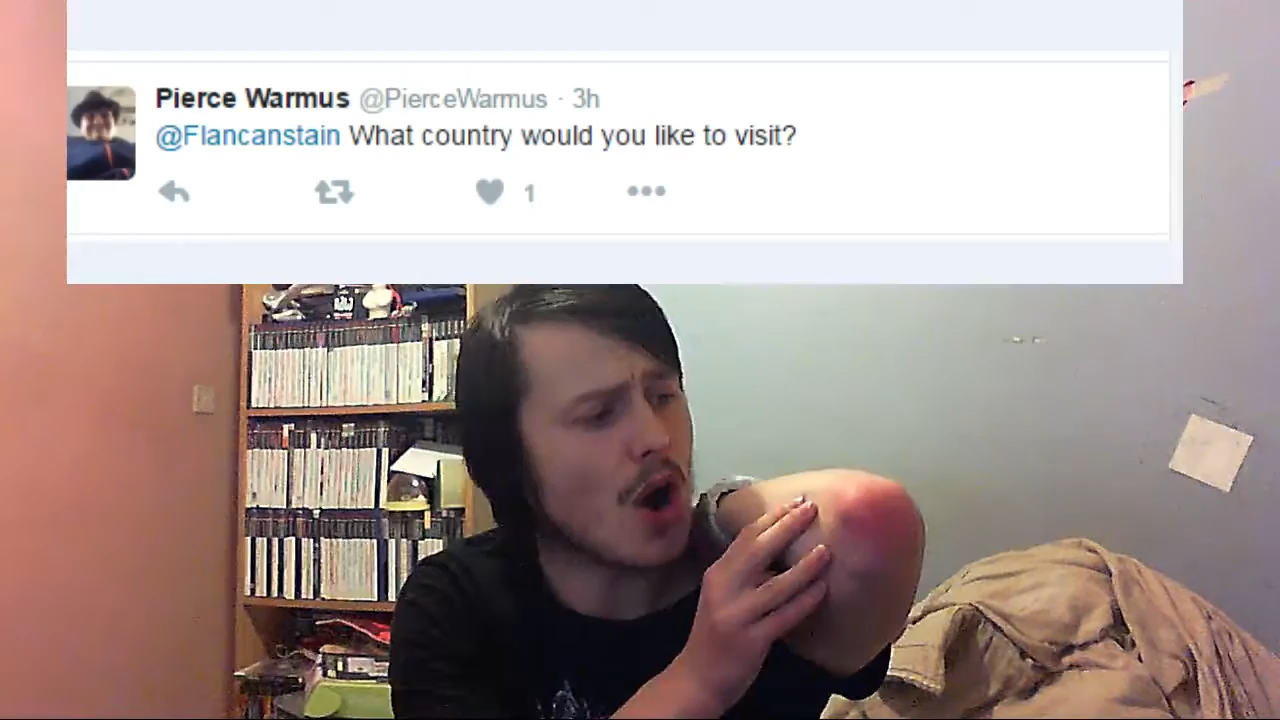 Pierce Warmus @PierceWarmus · 3h
@Flancanstain What country would you like to visit?
1